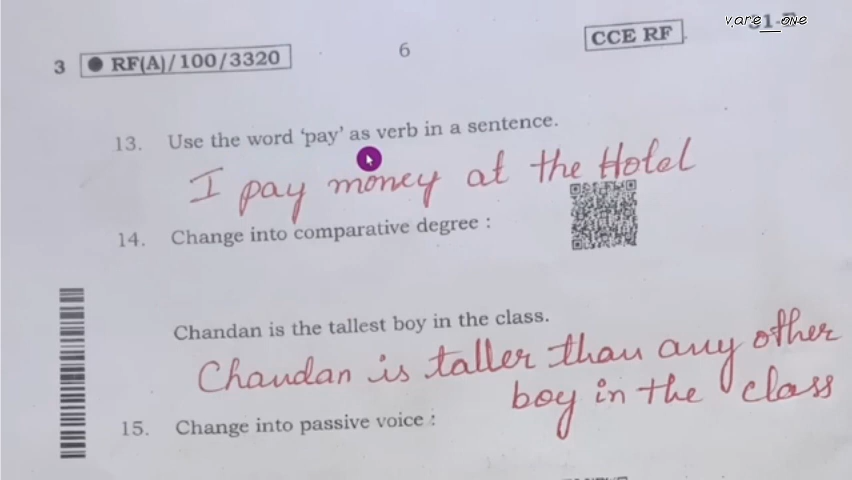 v.are_one
3 RF(A)/100/3320 6 CCE RF
13. Use the word 'pay' as verb in a sentence.
I pay money at the Hotel
14. Change into comparative degree :
Chandan is the tallest boy in the class.
Chandan is taller than any other
boy in the class
15. Change into passive voice :